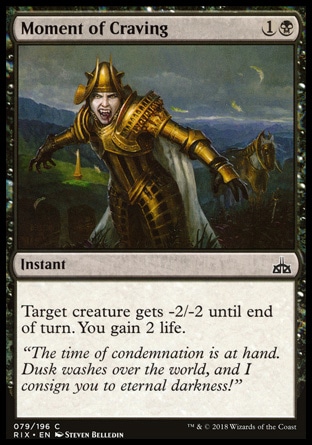 Moment of Craving 1
Instant
Target creature gets -2/-2 until end
of turn. You gain 2 life.
"The time of condemnation is at hand.
Dusk washes over the world, and I
consign you to eternal darkness!"
079/196 C
RIX • EN Steven Belledin
™ & © 2018 Wizards of the Coast